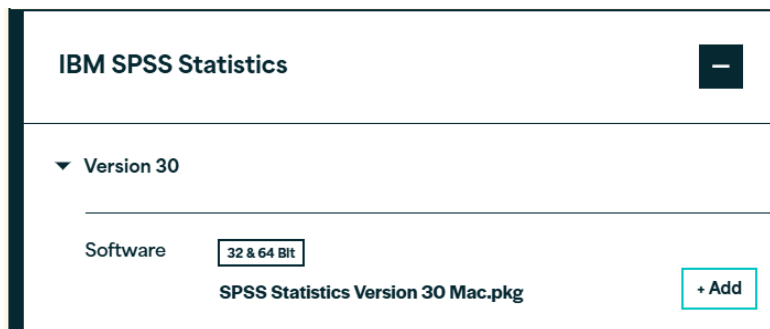 IBM SPSS Statistics
Version 30
Software
32 & 64 Bit
SPSS Statistics Version 30 Mac.pkg
+ Add